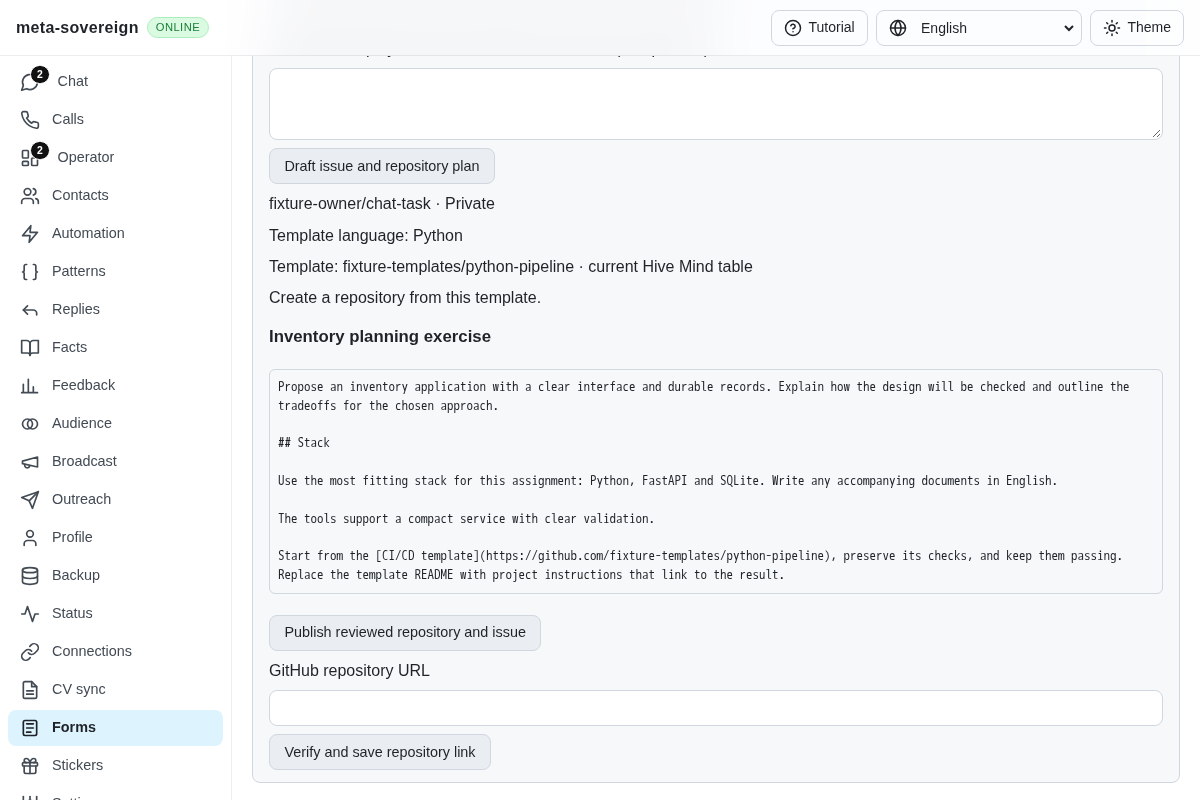 meta-sovereign ONLINE
Tutorial
English
Theme
2 Chat
Calls
2 Operator
Contacts
Automation
Patterns
Replies
Facts
Feedback
Audience
Broadcast
Outreach
Profile
Backup
Status
Connections
CV sync
Forms
Stickers
Draft issue and repository plan
fixture-owner/chat-task · Private
Template language: Python
Template: fixture-templates/python-pipeline · current Hive Mind table
Create a repository from this template.
Inventory planning exercise
Propose an inventory application with a clear interface and durable records. Explain how the design will be checked and outline the
tradeoffs for the chosen approach.
## Stack
Use the most fitting stack for this assignment: Python, FastAPI and SQLite. Write any accompanying documents in English.
The tools support a compact service with clear validation.
Start from the [CI/CD template](https://github.com/fixture-templates/python-pipeline), preserve its checks, and keep them passing.
Replace the template README with project instructions that link to the result.
Publish reviewed repository and issue
GitHub repository URL
Verify and save repository link